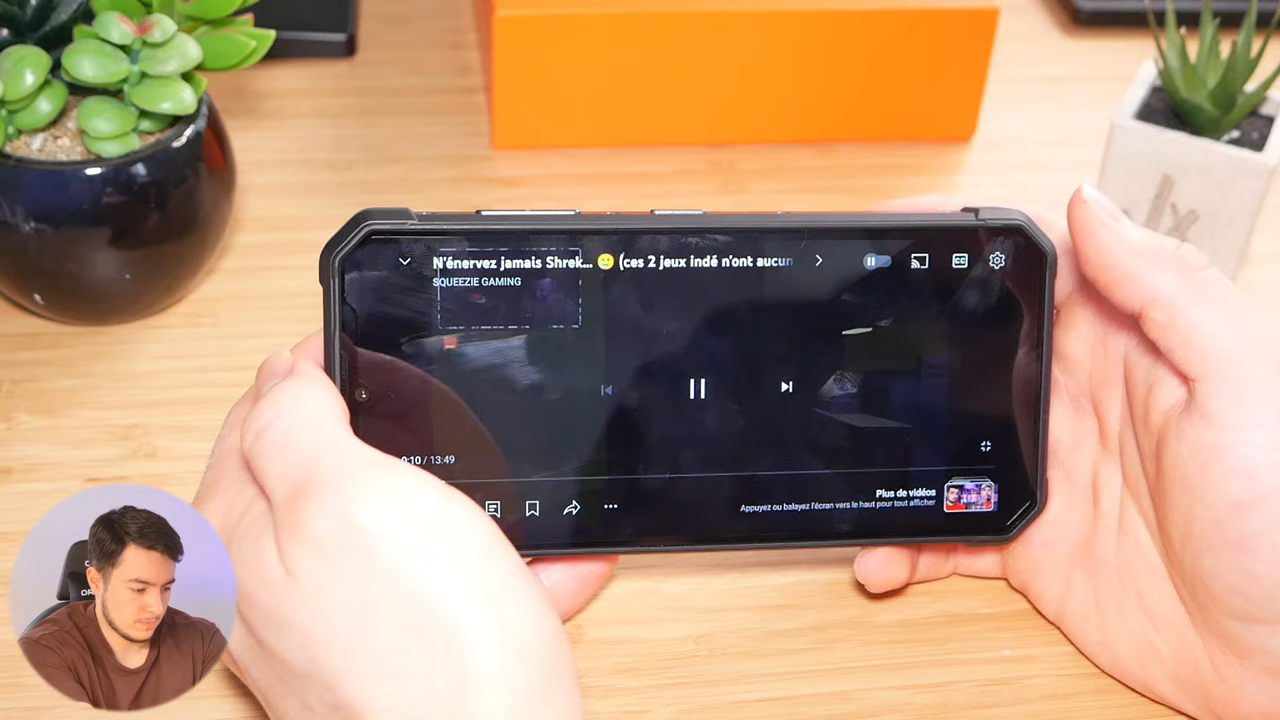 N'énervez jamais Shrek... 🙂 (ces 2 jeux indé n'ont aucun
SQUEEZIE GAMING
CC
0:10 / 13:49
Plus de vidéos
Appuyez ou balayez l'écran vers le haut pour tout afficher